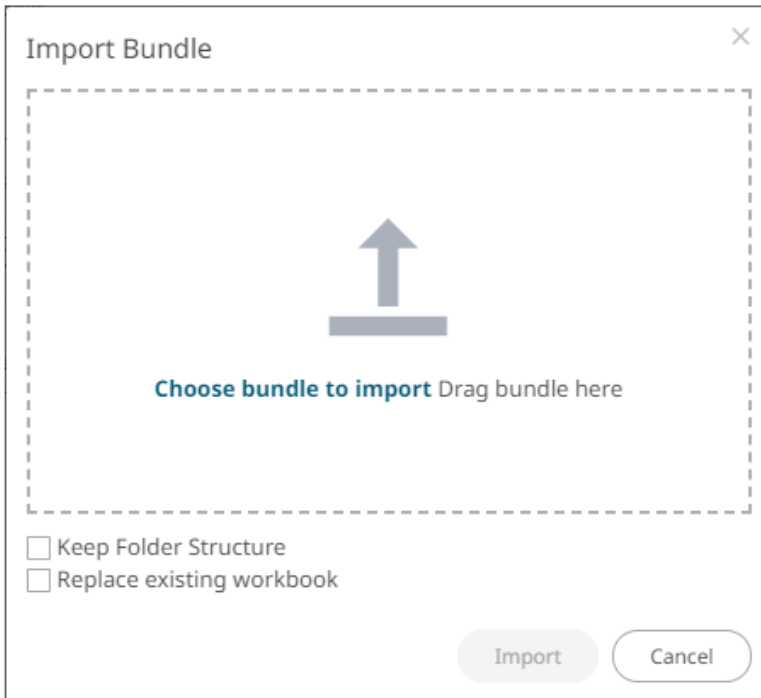 Import Bundle
Choose bundle to import Drag bundle here
Keep Folder Structure
Replace existing workbook
Import Cancel